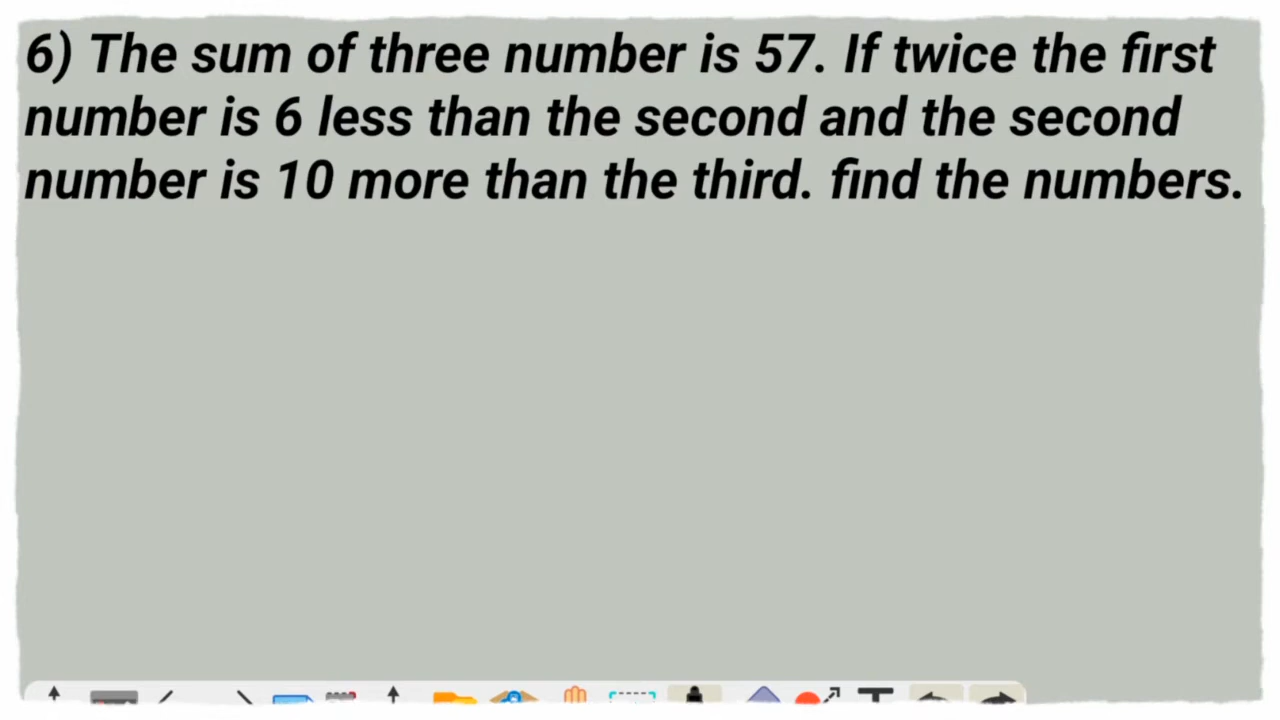 6) The sum of three number is 57. If twice the first
number is 6 less than the second and the second
number is 10 more than the third. find the numbers.